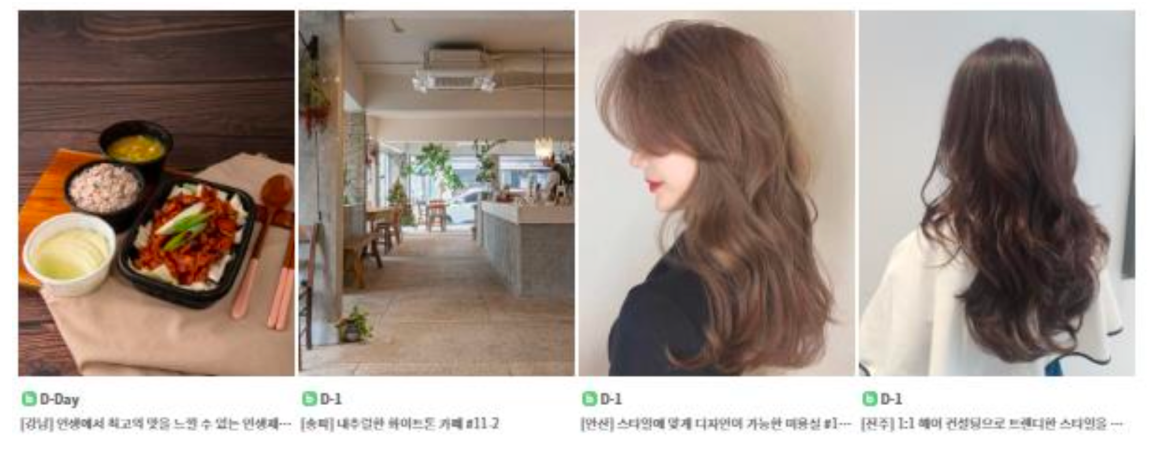 b D-Day
[강남] 인생에서 최고의 맛을 느낄 수 있는 인생제···
b D-1
[송파] 내추럴한 화이트톤 카페 #11-2
b D-1
[안산] 스타일에 맞게 디자인이 가능한 미용실 #1···
b D-1
[전주] 1:1 헤어 컨설팅으로 트렌디한 스타일을 ···